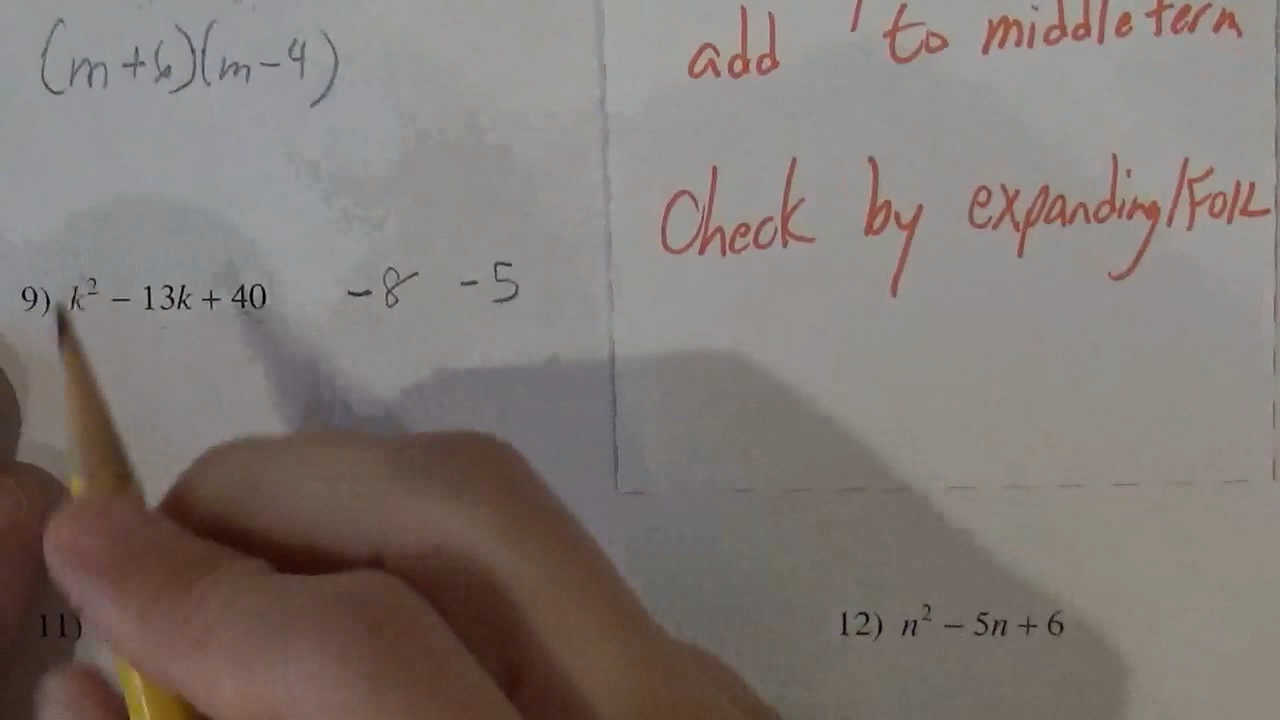 (m+6)(m-4)
add to middle term
Check by expanding/FOIL
9) k² − 13k + 40 -8 -5
11)
12) n² − 5n + 6